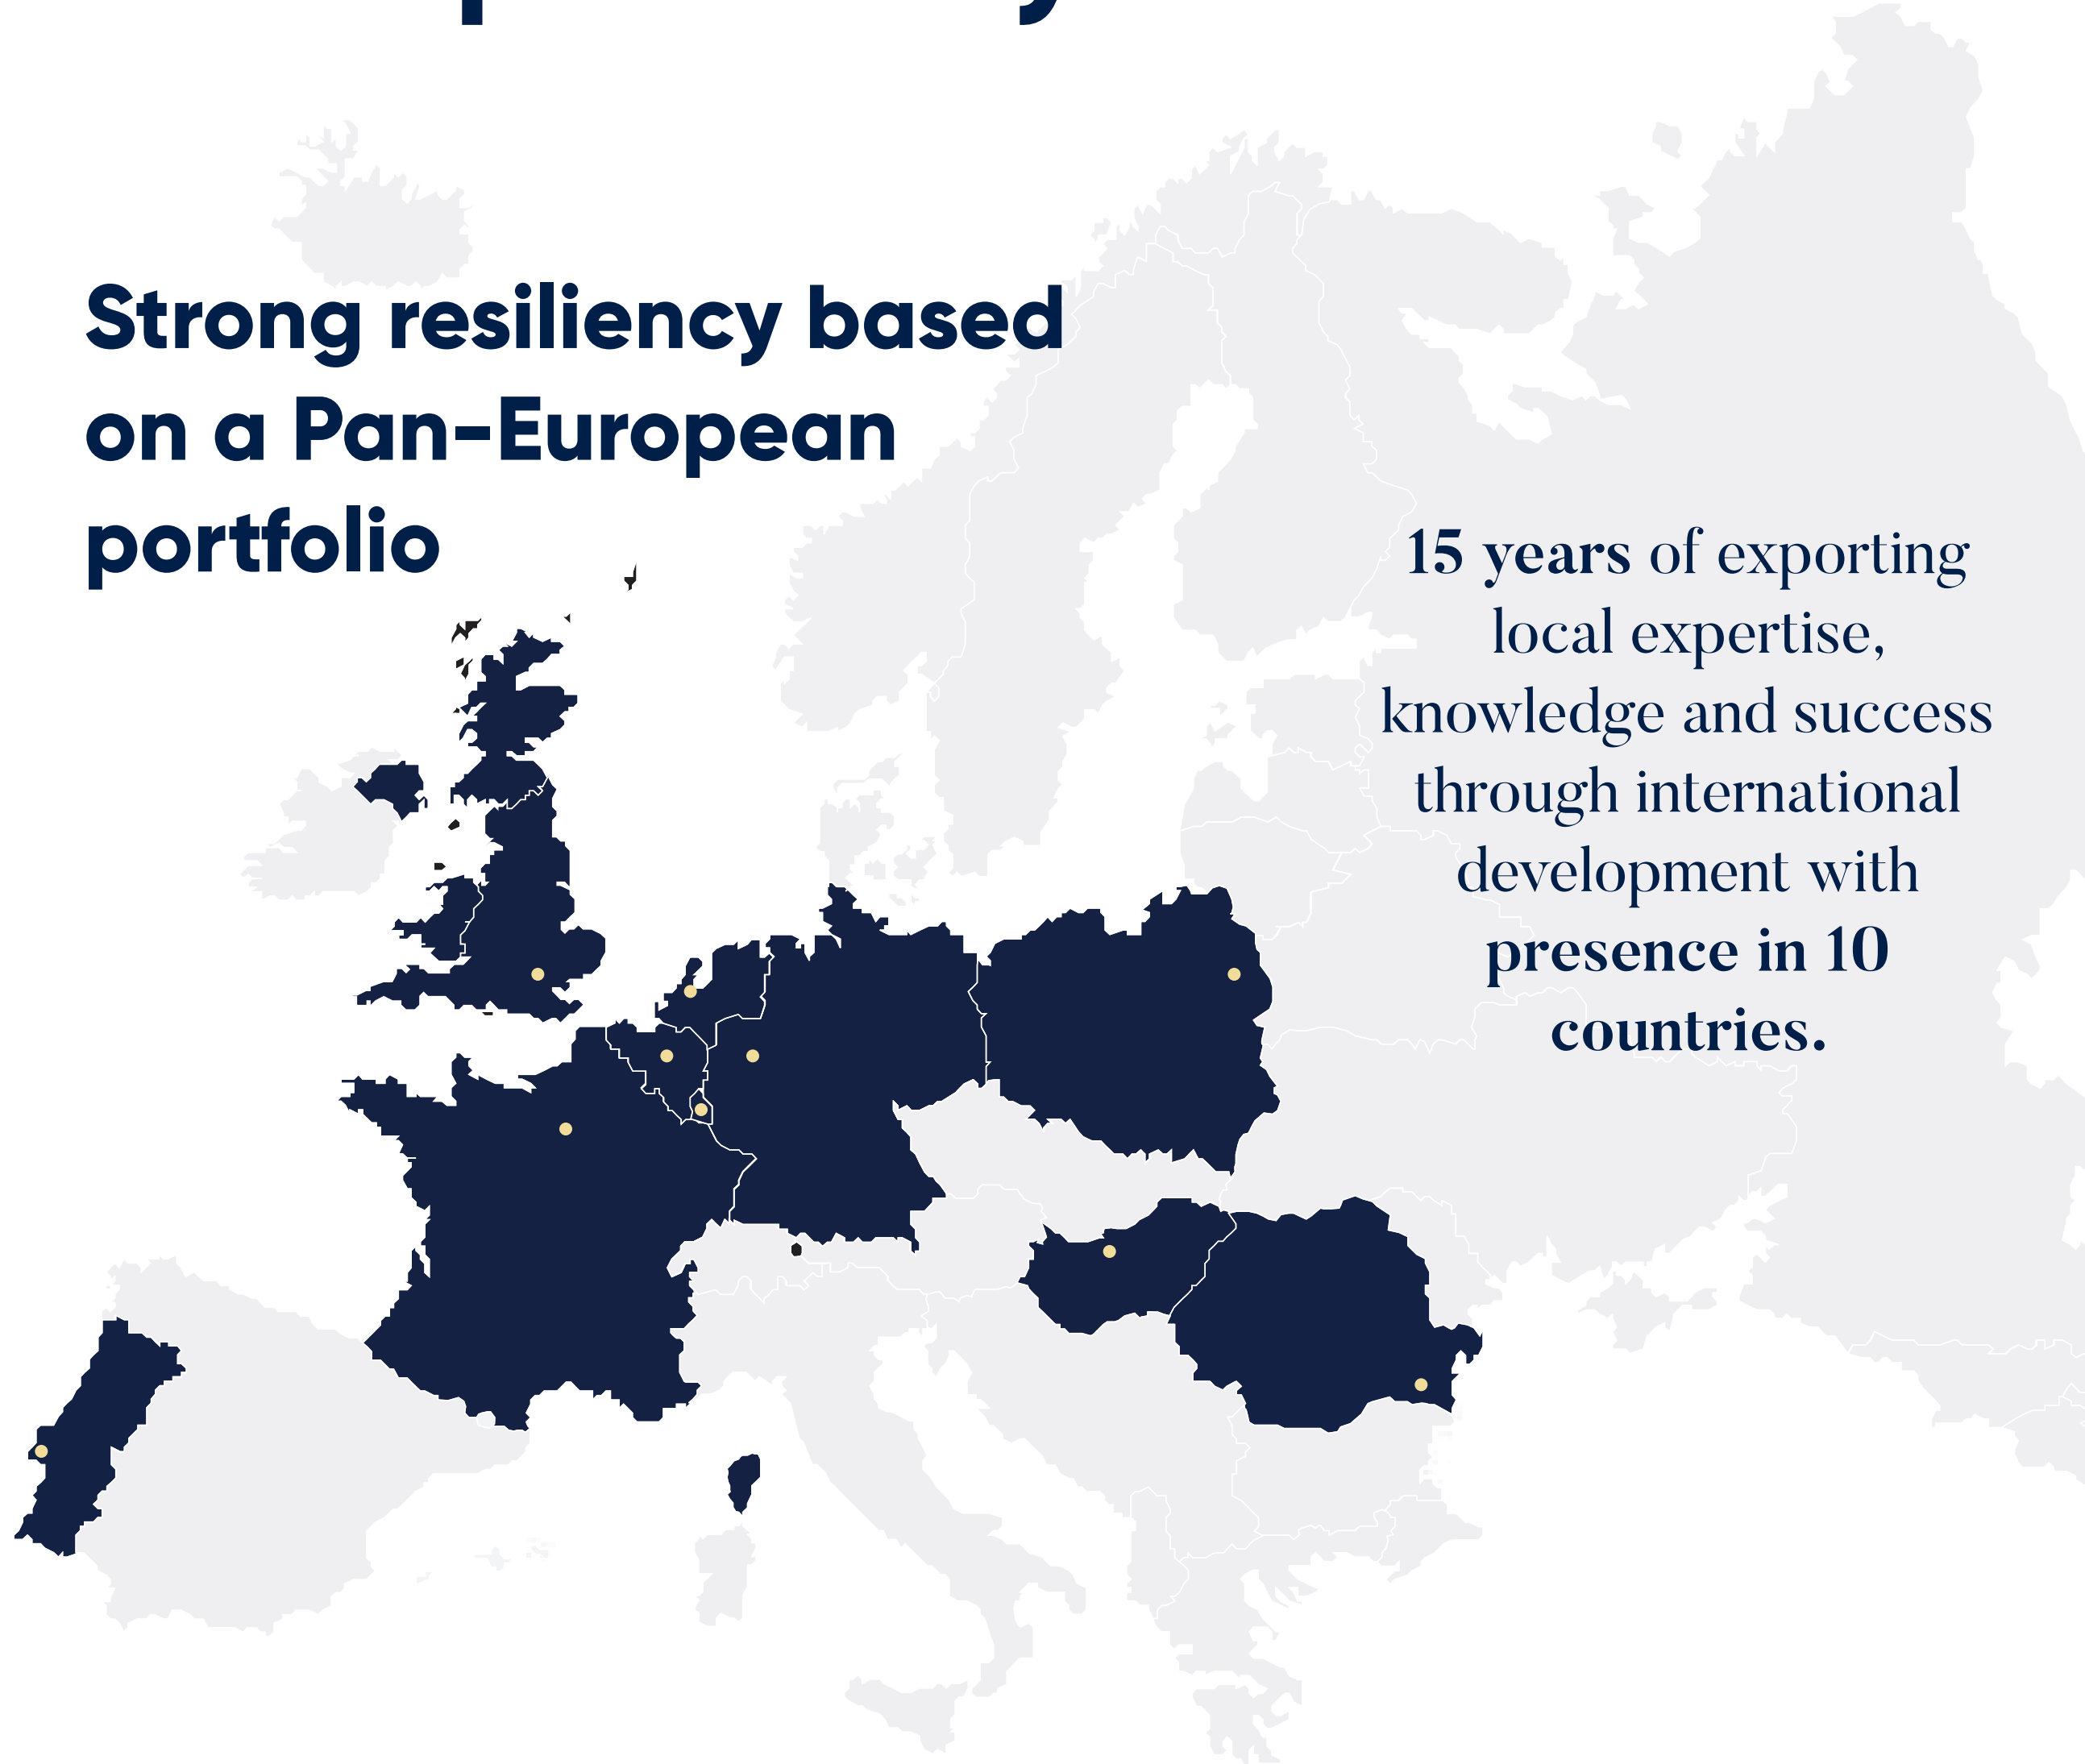 Strong resiliency based
on a Pan-European
portfolio
15 years of exporting
local expertise,
knowledge and success
through international
development with
presence in 10
countries.